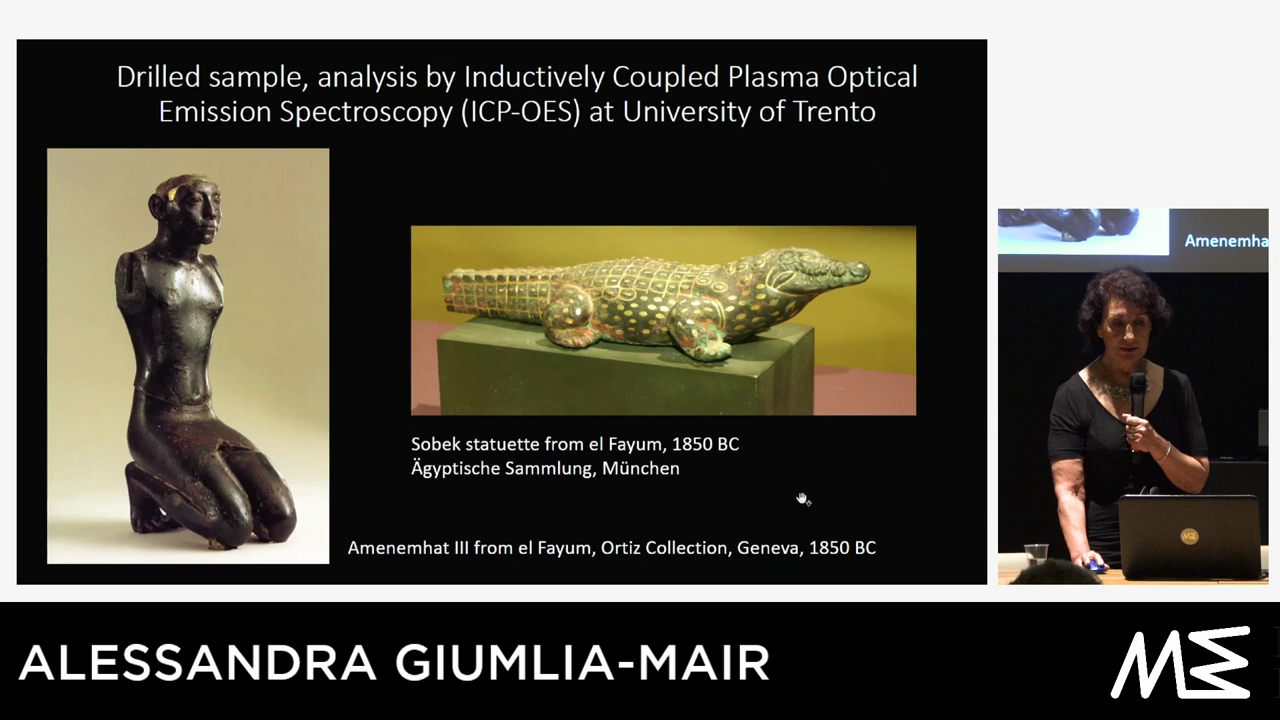 Drilled sample, analysis by Inductively Coupled Plasma Optical
Emission Spectroscopy (ICP-OES) at University of Trento
Sobek statuette from el Fayum, 1850 BC
Ägyptische Sammlung, München
Amenemhat III from el Fayum, Ortiz Collection, Geneva, 1850 BC
Amenemha
ALESSANDRA GIUMLIA-MAIR
ME